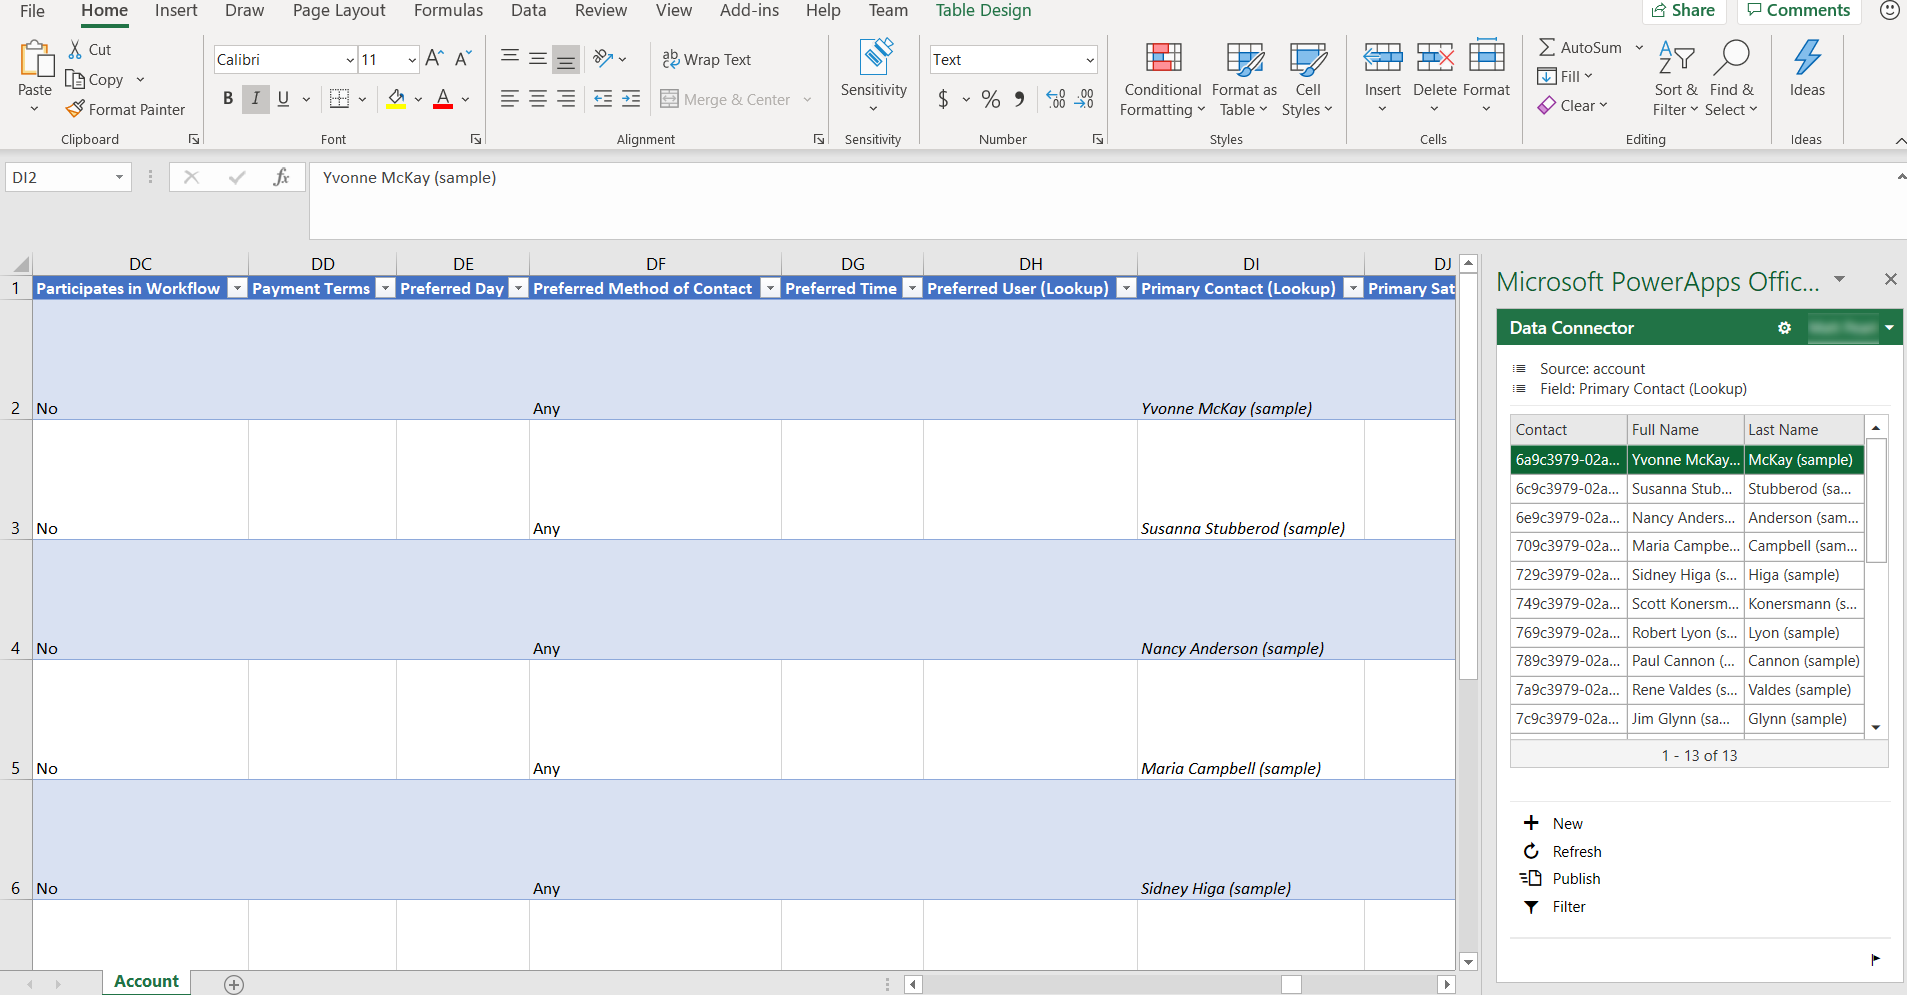 File Home Insert Draw Page Layout Formulas Data Review View Add-ins Help Team Table Design Share Comments
Paste Cut Copy Format Painter Clipboard
Calibri 11 B I U Font
Wrap Text Merge & Center Alignment
Sensitivity Sensitivity
Text $ % Number
Conditional Formatting Format as Table Cell Styles Styles
Insert Delete Format Cells
AutoSum Fill Clear Sort & Filter Find & Select Editing
Ideas Ideas
DI2 fx Yvonne McKay (sample)
DC DD DE DF DG DH DI DJ
1 Participates in Workflow Payment Terms Preferred Day Preferred Method of Contact Preferred Time Preferred User (Lookup) Primary Contact (Lookup) Primary Sat
2 No Any Yvonne McKay (sample)
3 No Any Susanna Stubberod (sample)
4 No Any Nancy Anderson (sample)
5 No Any Maria Campbell (sample)
6 No Any Sidney Higa (sample)
Account
Microsoft PowerApps Offic...
Data Connector
Source: account
Field: Primary Contact (Lookup)
Contact Full Name Last Name
6a9c3979-02a... Yvonne McKay... McKay (sample)
6c9c3979-02a... Susanna Stub... Stubberod (sa...
6e9c3979-02a... Nancy Anders... Anderson (sam...
709c3979-02a... Maria Campbe... Campbell (sam...
729c3979-02a... Sidney Higa (s... Higa (sample)
749c3979-02a... Scott Konersm... Konersmann (s...
769c3979-02a... Robert Lyon (s... Lyon (sample)
789c3979-02a... Paul Cannon (... Cannon (sample)
7a9c3979-02a... Rene Valdes (s... Valdes (sample)
7c9c3979-02a... Jim Glynn (sa... Glynn (sample)
1 - 13 of 13
New
Refresh
Publish
Filter